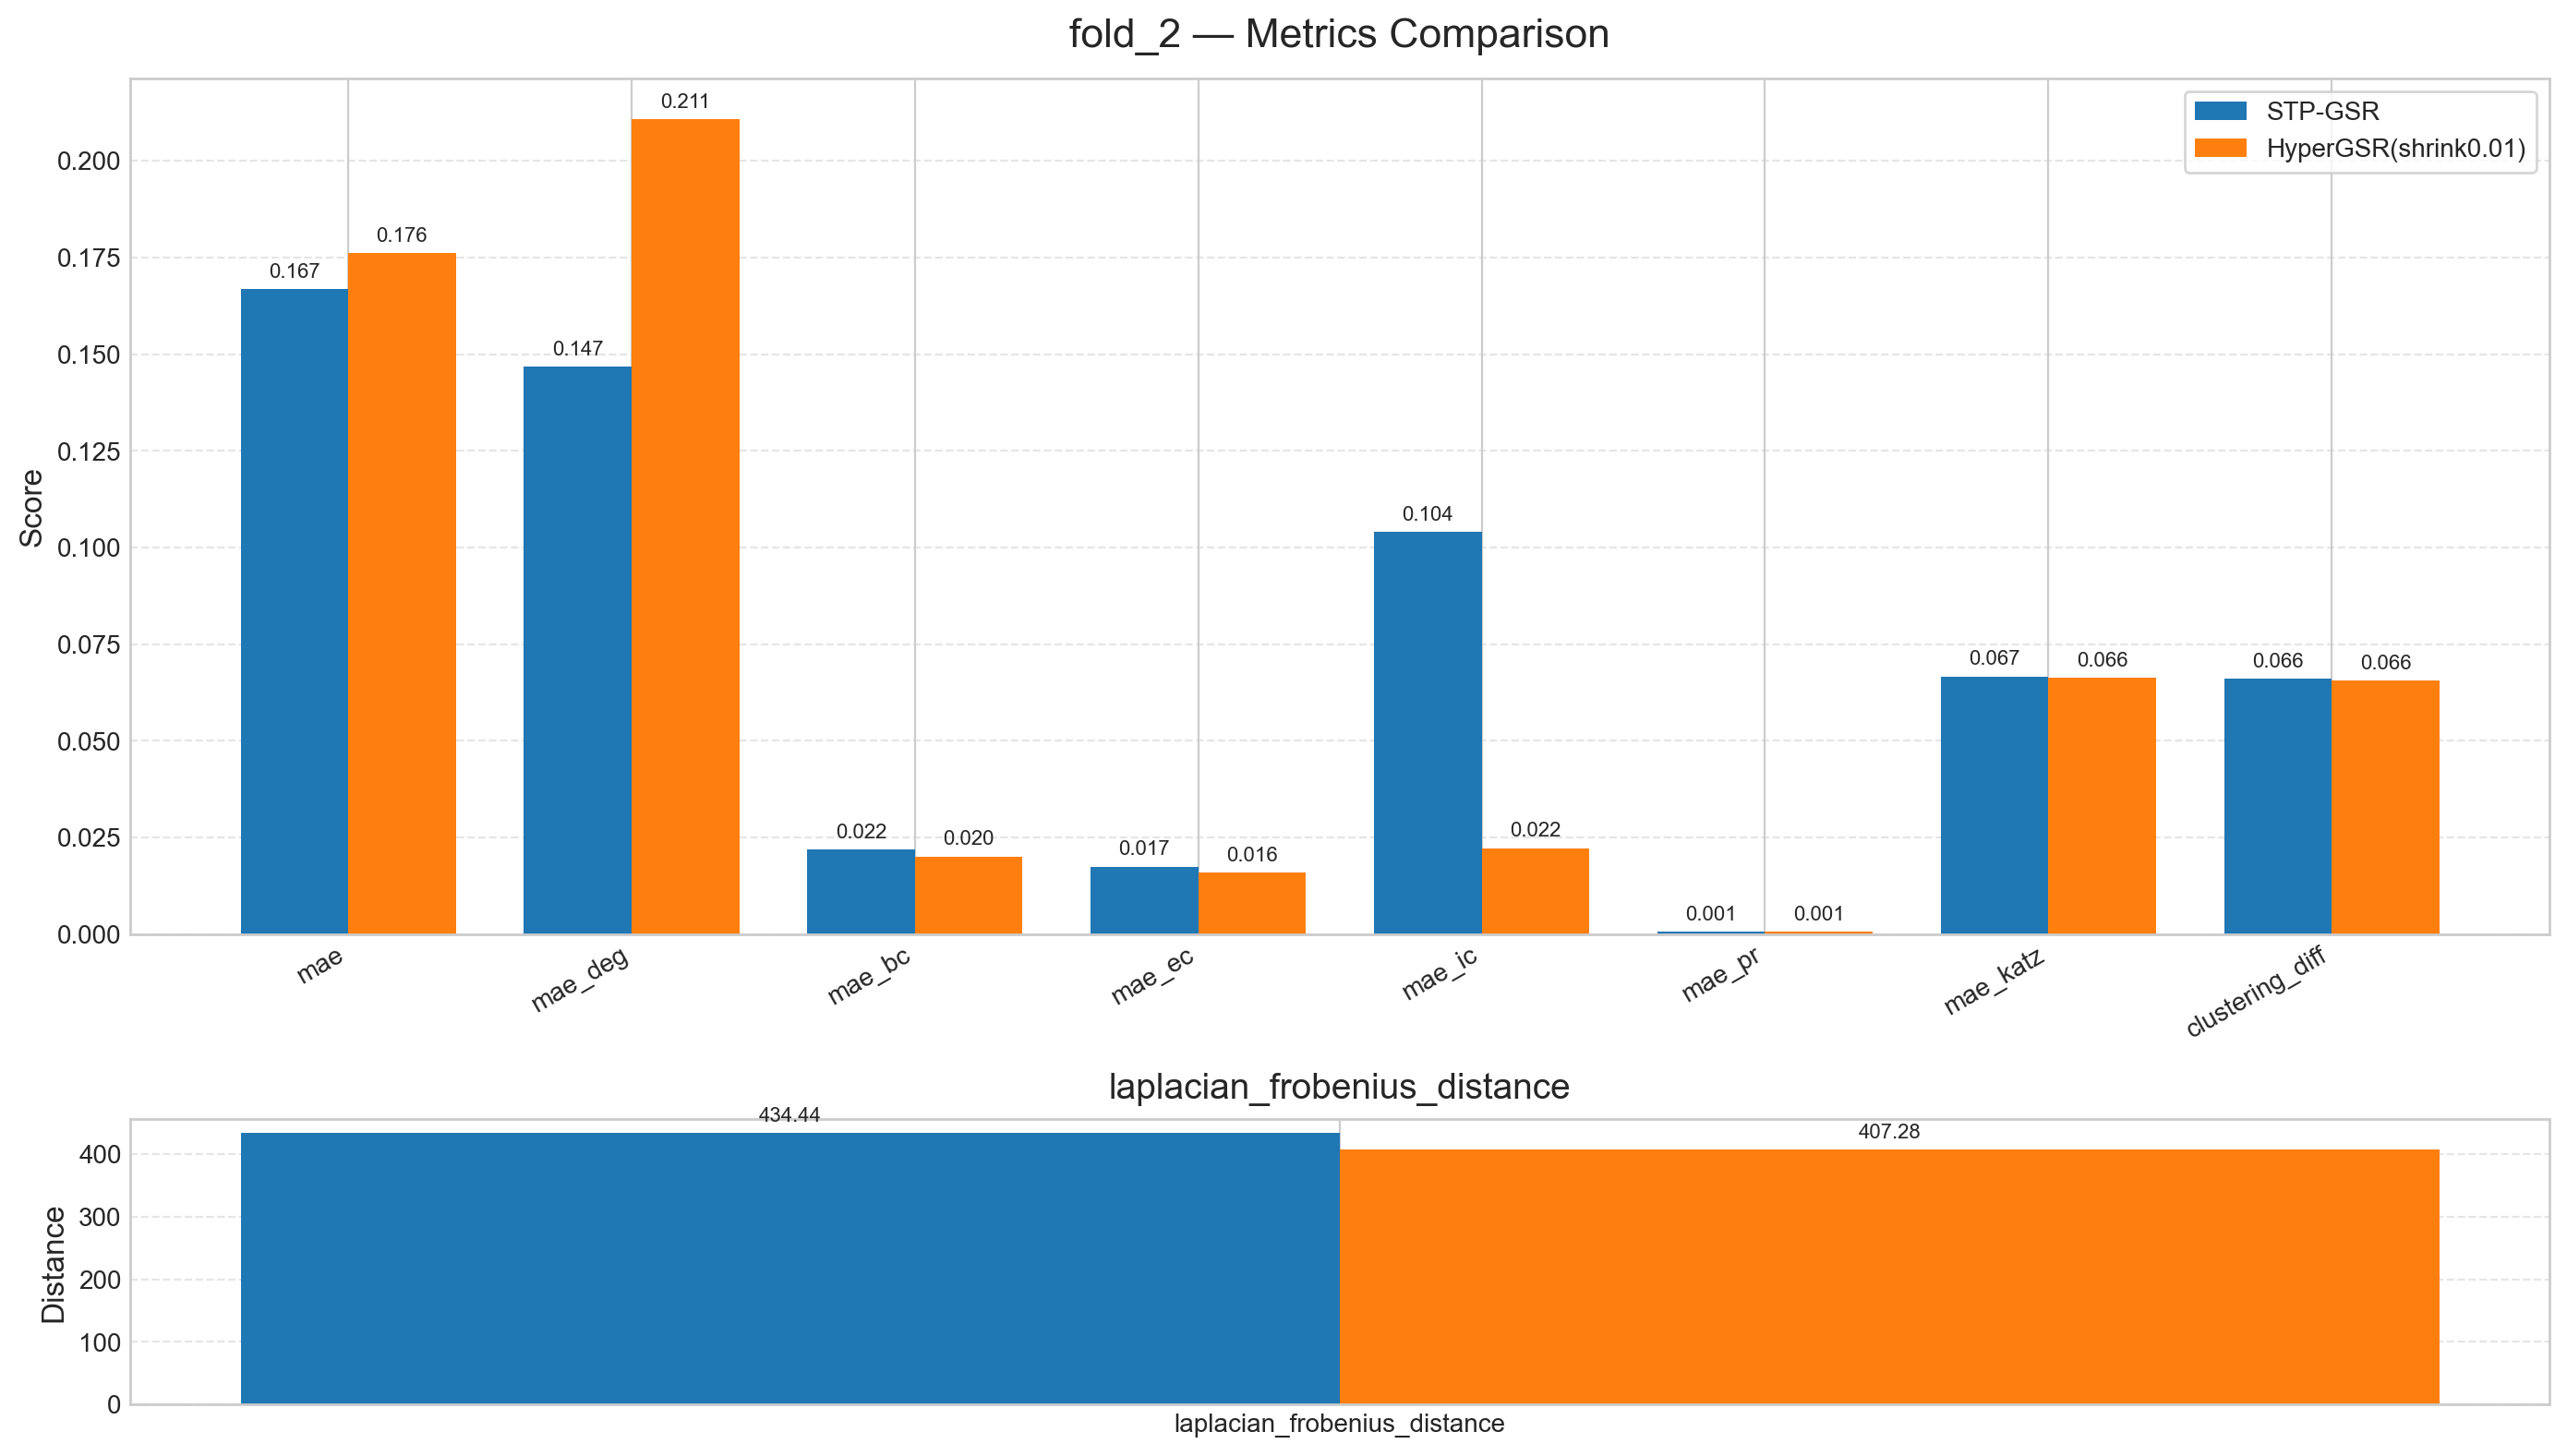 fold_2 — Metrics Comparison
STP-GSR
HyperGSR(shrink0.01)
Score
0.200
0.175
0.150
0.125
0.100
0.075
0.050
0.025
0.000
0.167
0.176
0.147
0.211
0.022
0.020
0.017
0.016
0.104
0.022
0.001
0.001
0.067
0.066
0.066
0.066
mae
mae_deg
mae_bc
mae_ec
mae_ic
mae_pr
mae_katz
clustering_diff
laplacian_frobenius_distance
Distance
400
300
200
100
0
434.44
407.28
laplacian_frobenius_distance